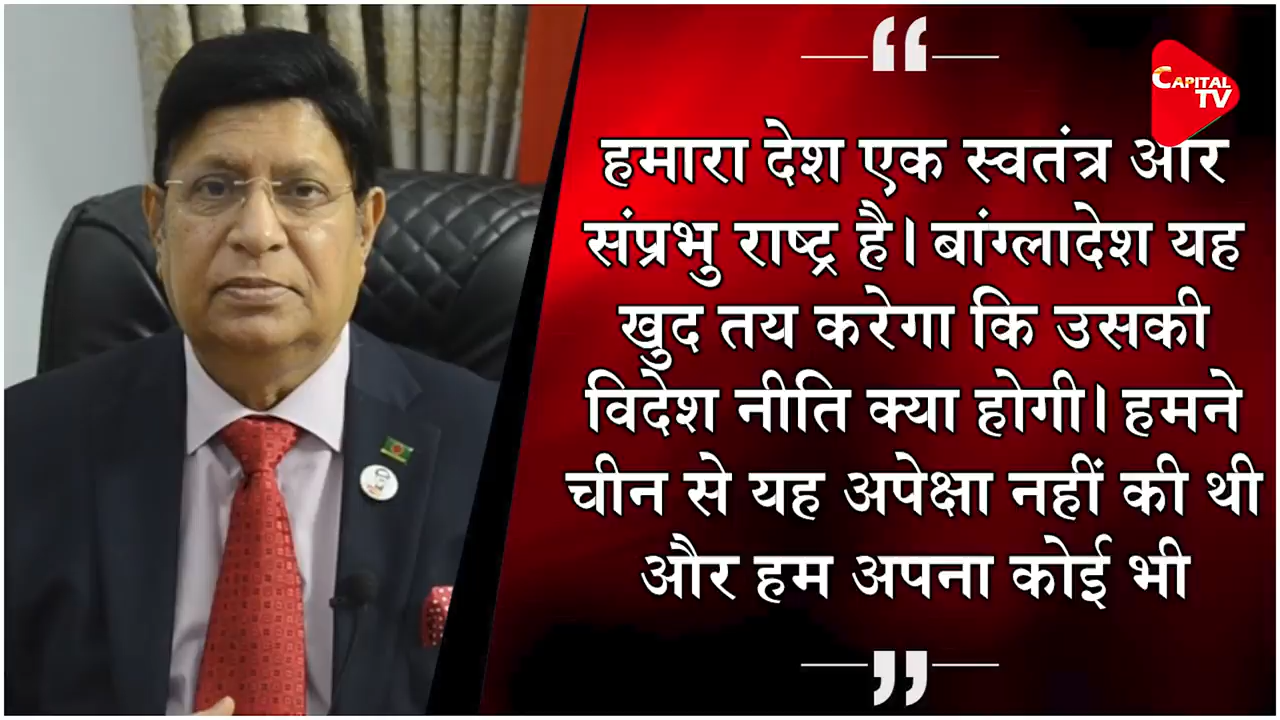 CAPITAL
TV
“
हमारा देश एक स्वतंत्र और
संप्रभु राष्ट्र है। बांग्लादेश यह
खुद तय करेगा कि उसकी
विदेश नीति क्या होगी। हमने
चीन से यह अपेक्षा नहीं की थी
और हम अपना कोई भी
”